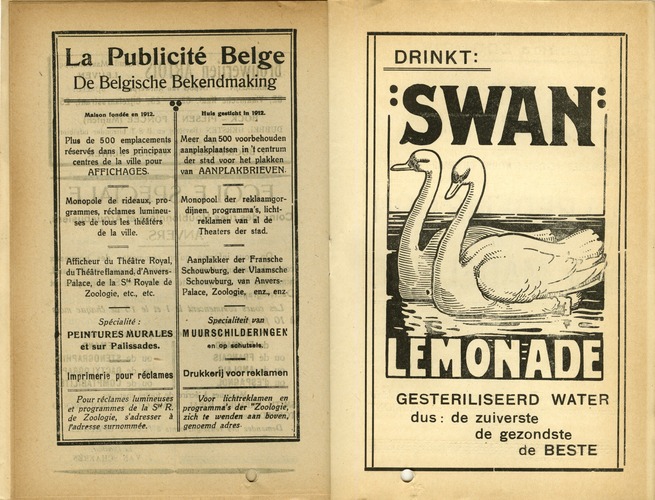 La Publicité Belge
De Belgische Bekendmaking
Maison fondée en 1912.
Plus de 500 emplacements
réservés dans les principaux
centres de la ville pour
AFFICHAGES.
Monopole de rideaux, pro-
grammes, réclames lumineu-
ses de tous les théâters
de la ville.
Afficheur du Théâtre Royal,
du Théâtre flamand, d'Anvers-
Palace, de la Sté Royale de
Zoologie, etc., etc.
Spécialité:
PEINTURES MURALES
et sur Palissades.
Imprimerie pour réclames
Pour réclames lumineuses
et programmes de la Sté R.
de Zoologie, s'adresser à
l'adresse surnommée.
Huis gesticht in 1912.
Meer dan 500 voorbehouden
aanplakplaatsen in 't centrum
der stad voor het plakken
van AANPLAKBRIEVEN.
Monopool der reklaamgor-
dijnen, programma's, licht-
reklamen van al de
Theaters der stad.
Aanplakker der Fransche
Schouwburg, der Vlaamsche
Schouwburg, van Anvers-
Palace, Zoologie, enz., enz.
Specialiteit van
MUURSCHILDERINGEN
en op schutsels.
Drukkerij voor reklamen
Voor lichtreklamen en
programma's der "Zoologie,
zich te wenden aan boven,
genoemd adres
DRINKT:
SWAN
LEMONADE
GESTERILISEERD WATER
dus: de zuiverste
de gezondste
de BESTE